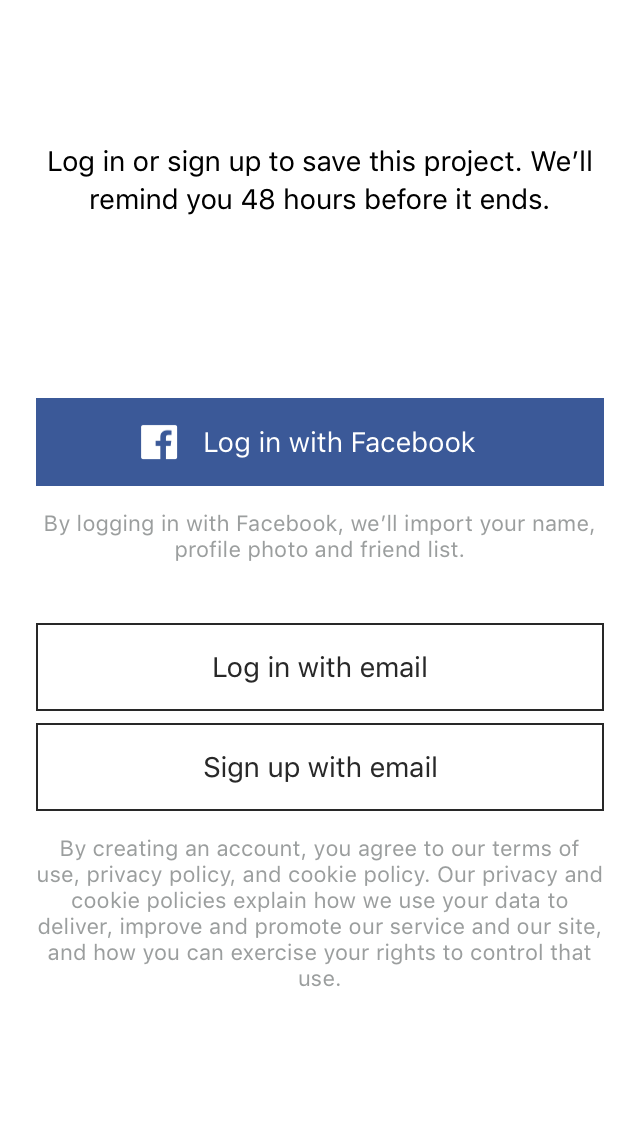 Log in or sign up to save this project. We’ll
remind you 48 hours before it ends.
Log in with Facebook
By logging in with Facebook, we’ll import your name,
profile photo and friend list.
Log in with email
Sign up with email
By creating an account, you agree to our terms of
use, privacy policy, and cookie policy. Our privacy and
cookie policies explain how we use your data to
deliver, improve and promote our service and our site,
and how you can exercise your rights to control that
use.